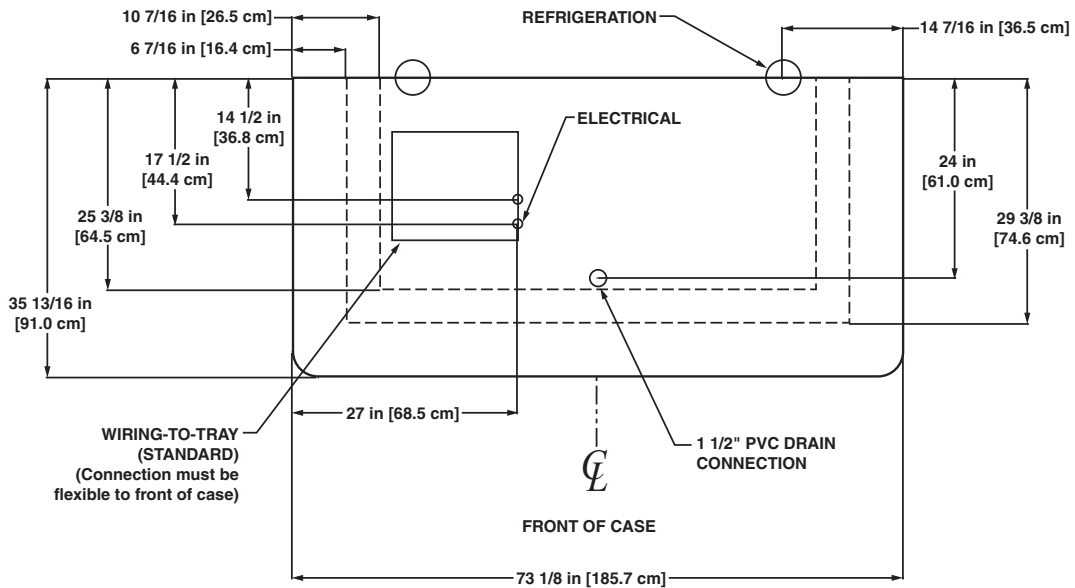 10 7/16 in [26.5 cm]
REFRIGERATION
14 7/16 in [36.5 cm]
6 7/16 in [16.4 cm]
14 1/2 in
[36.8 cm]
ELECTRICAL
17 1/2 in
[44.4 cm]
24 in
[61.0 cm]
25 3/8 in
[64.5 cm]
29 3/8 in
[74.6 cm]
35 13/16 in
[91.0 cm]
27 in [68.5 cm]
WIRING-TO-TRAY
(STANDARD)
(Connection must be
flexible to front of case)
1 1/2" PVC DRAIN
CONNECTION
℄
FRONT OF CASE
73 1/8 in [185.7 cm]